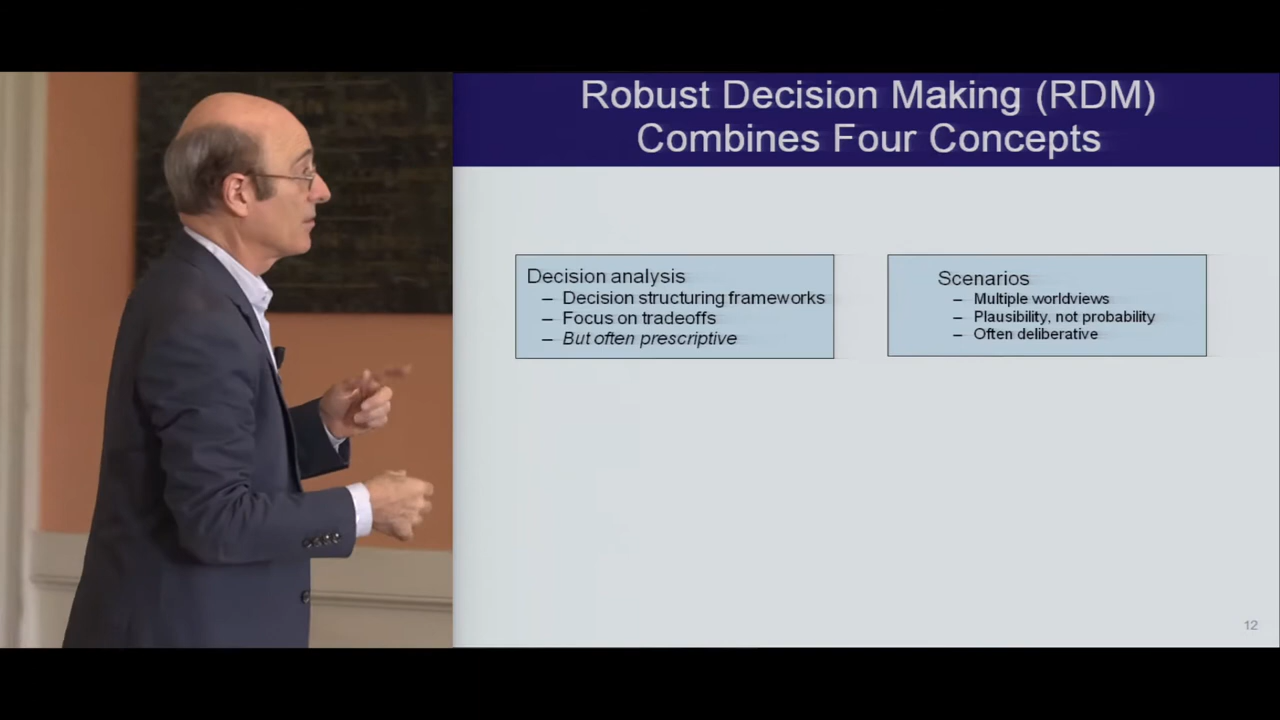 Robust Decision Making (RDM)
Combines Four Concepts
Decision analysis
– Decision structuring frameworks
– Focus on tradeoffs
– But often prescriptive
Scenarios
– Multiple worldviews
– Plausibility, not probability
– Often deliberative
12